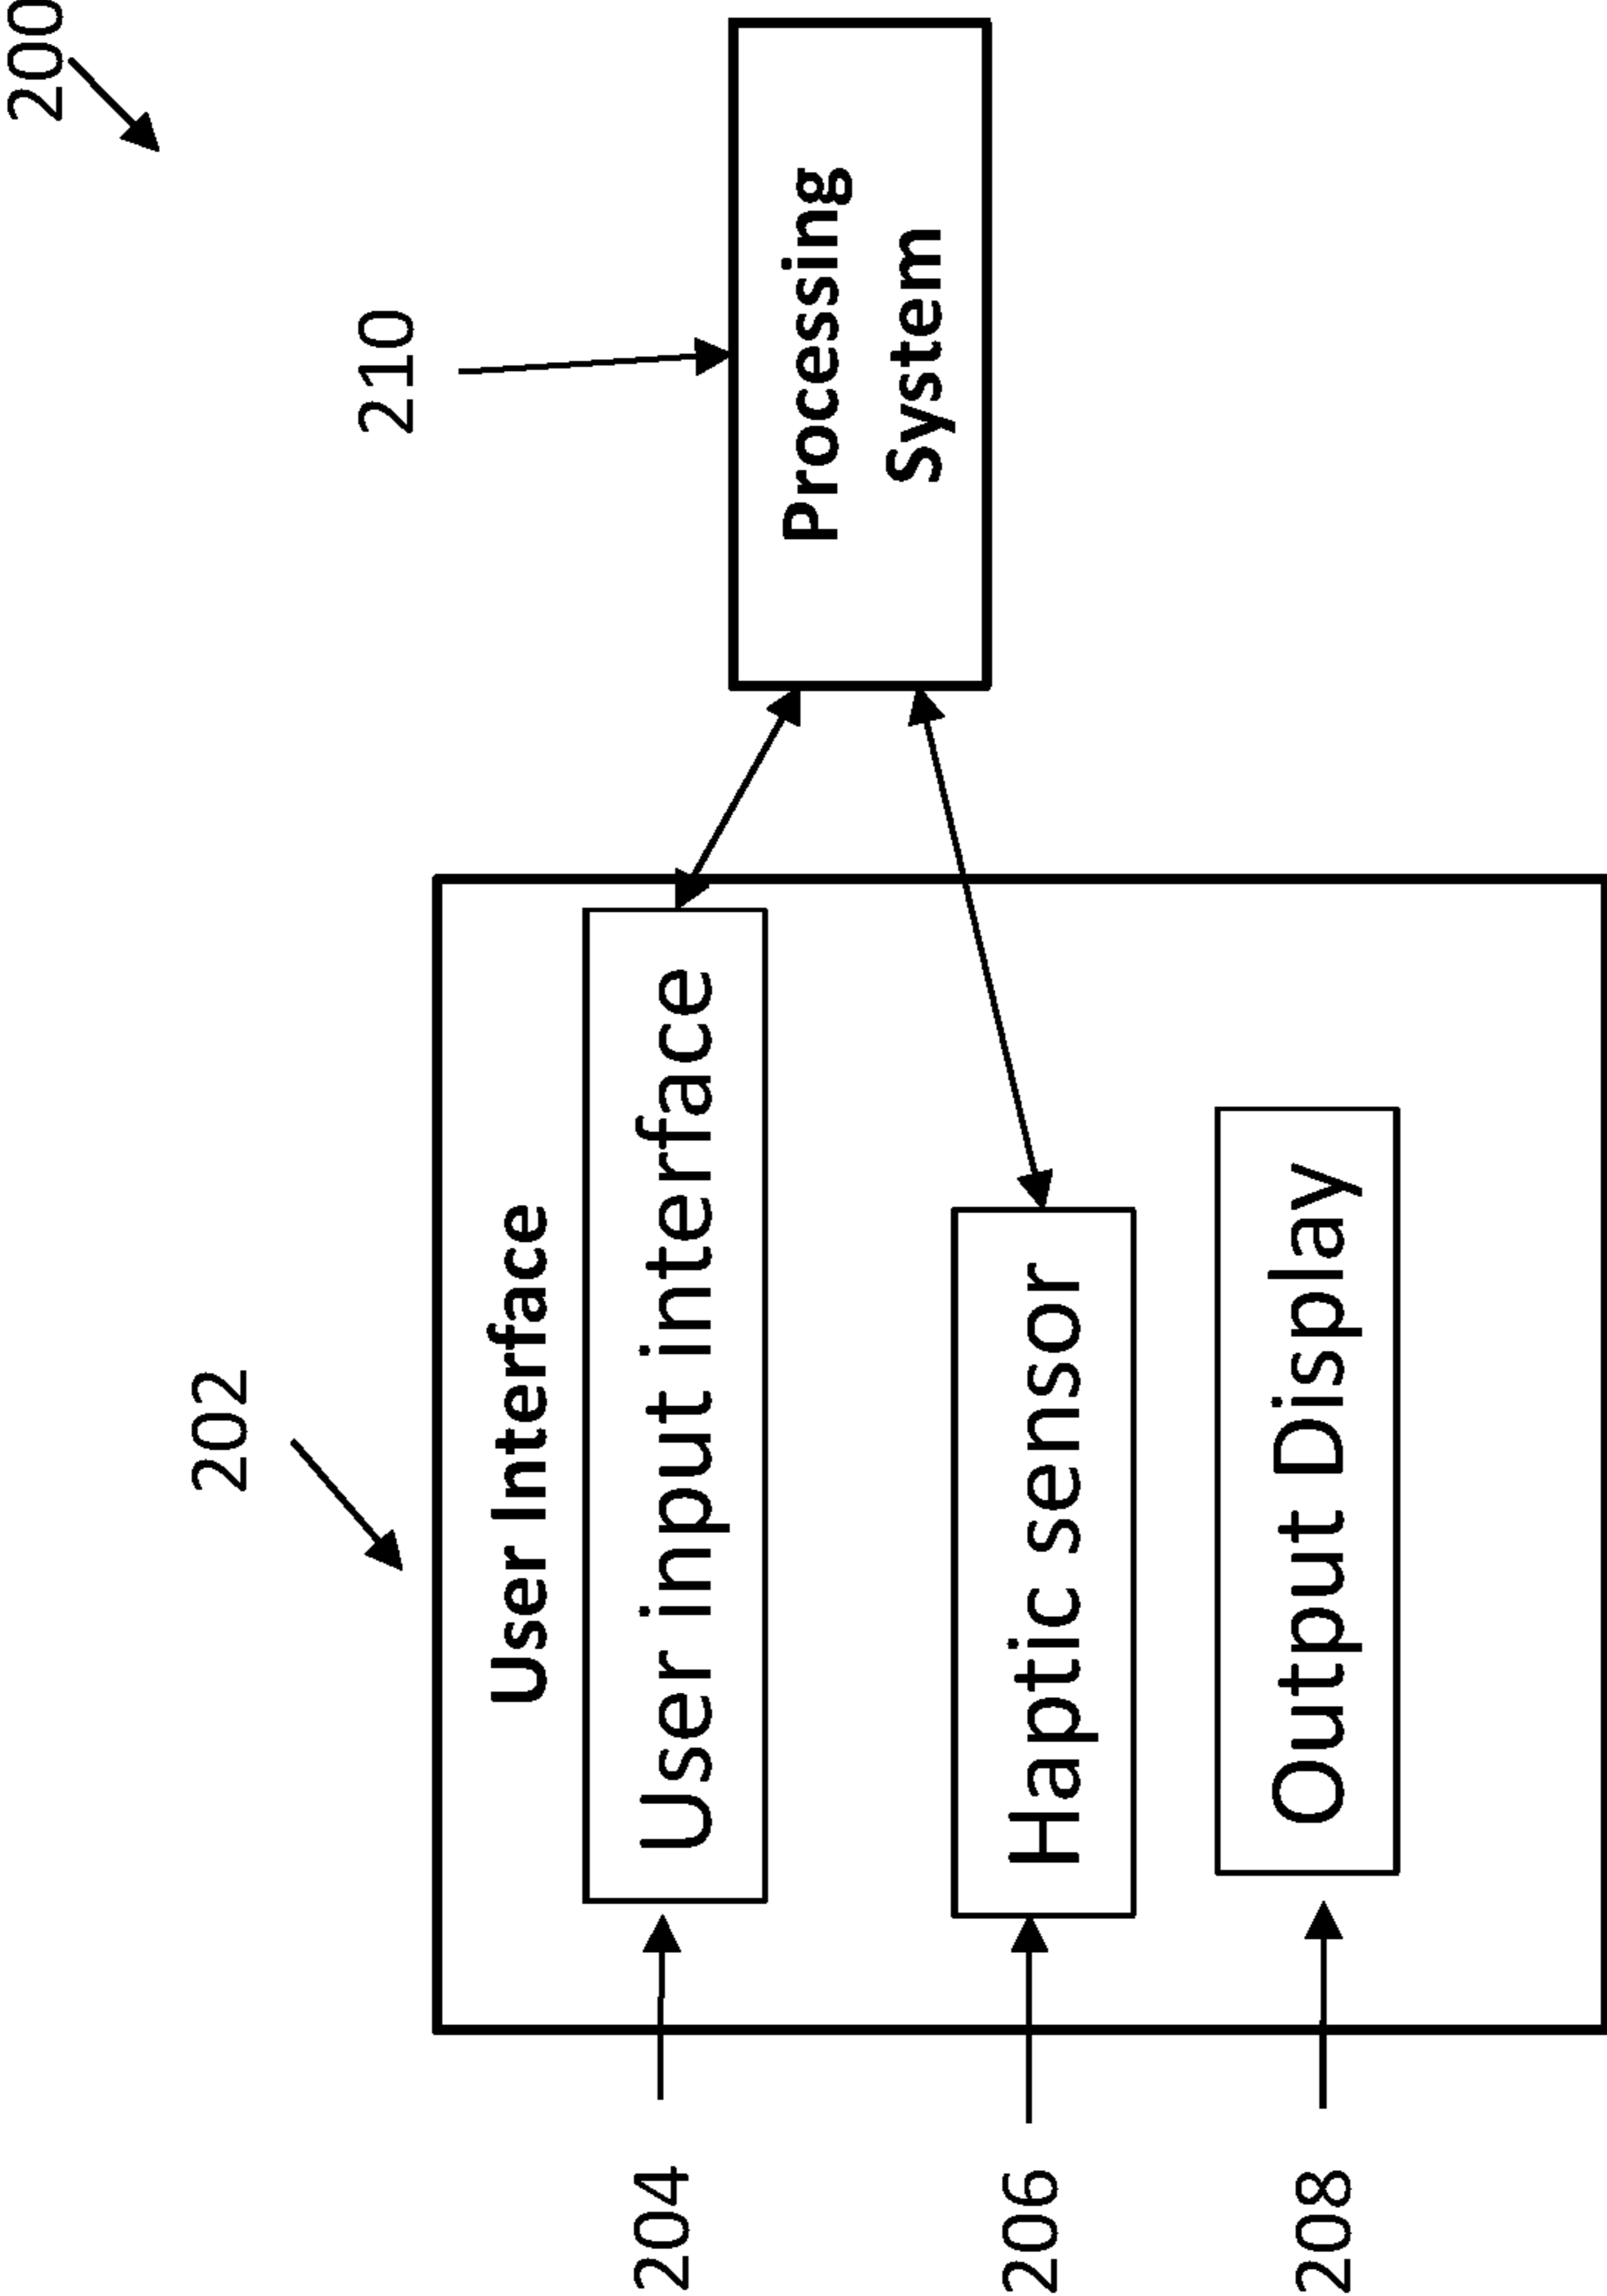 200
202
210
User Interface
204
User input interface
Processing
System
206
Haptic sensor
208
Output Display